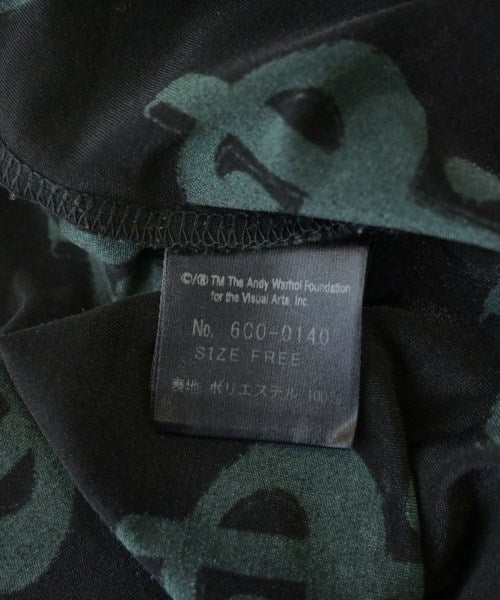 ©/® TM The Andy Warhol Foundation
for the Visual Arts, Inc
No. 6C0-0140
SIZE FREE
表地 ポリエステル 100%